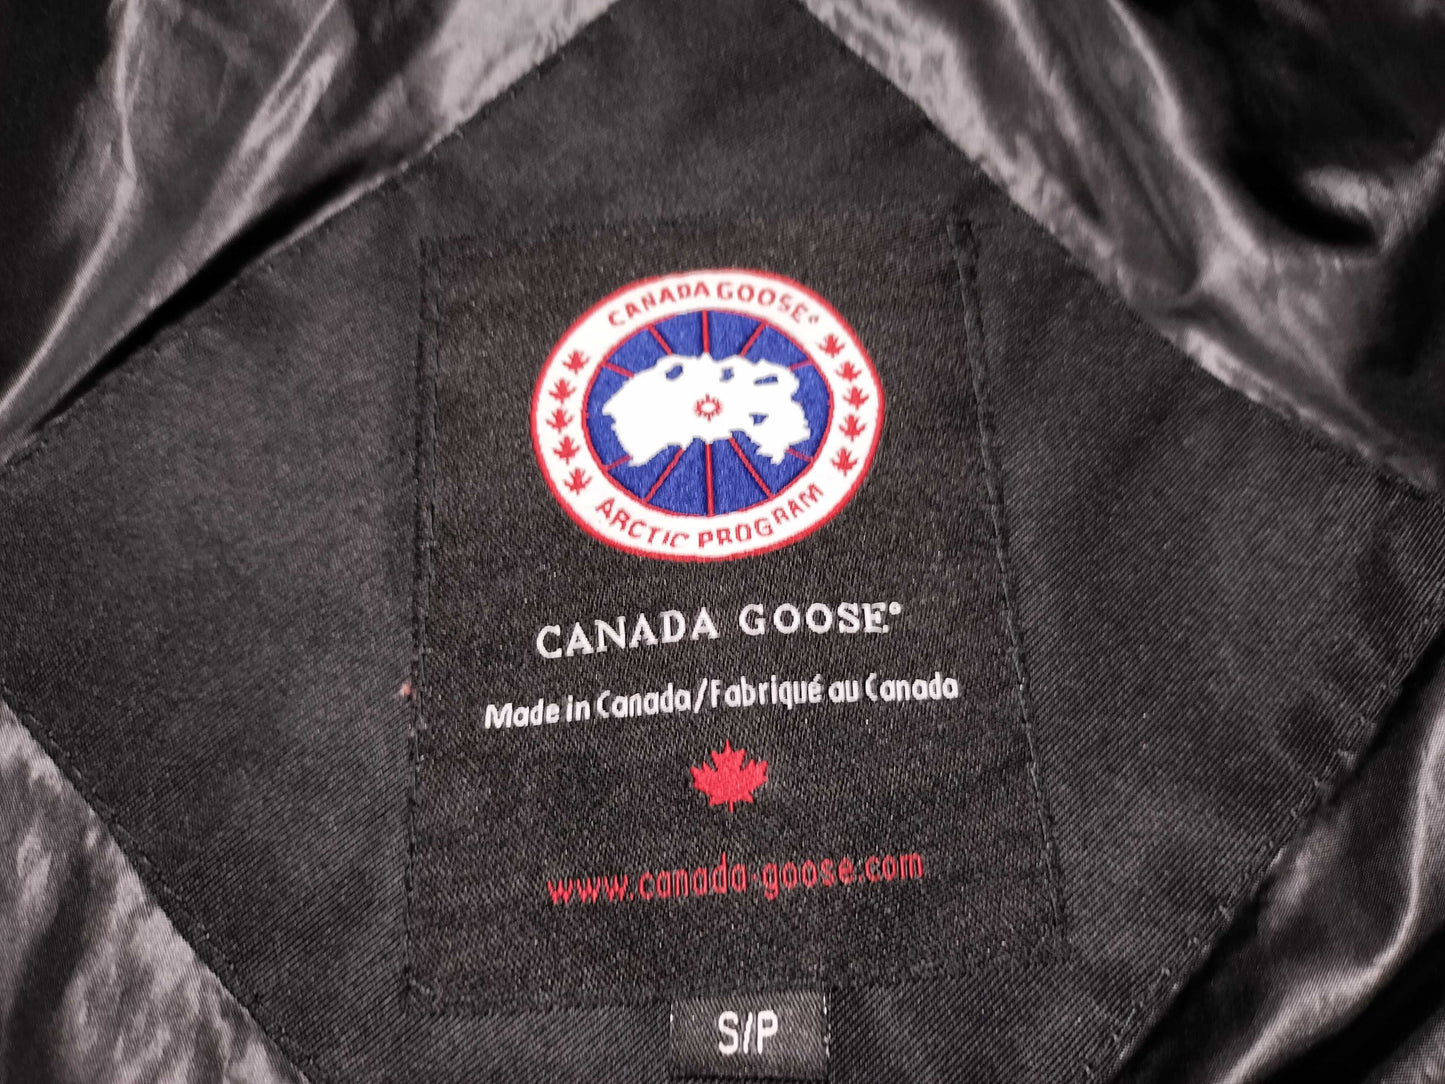 CANADA GOOSE®
ARCTIC PROGRAM
CANADA GOOSE®
Made in Canada/Fabriqué au Canada
www.canada-goose.com
S/P